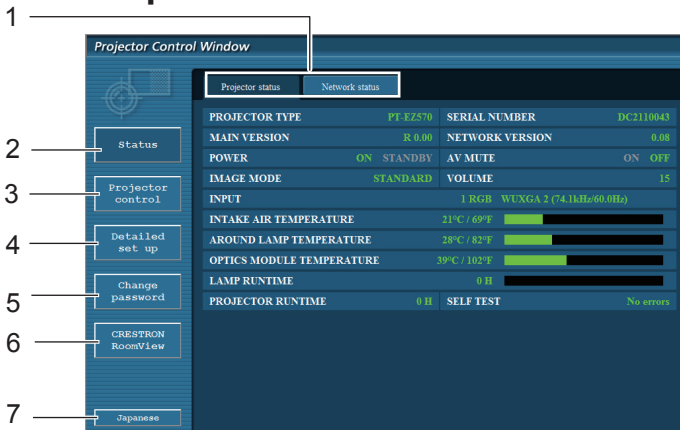 1
Projector Control Window
Projector status Network status
PROJECTOR TYPE PT-EZ570 SERIAL NUMBER DC2110043
2 Status MAIN VERSION R 0.00 NETWORK VERSION 0.08
POWER ON STANDBY AV MUTE ON OFF
3 Projector control IMAGE MODE STANDARD VOLUME 15
INPUT 1 RGB WUXGA 2 (74.1kHz/60.0Hz)
INTAKE AIR TEMPERATURE 21°C / 69°F
4 Detailed set up AROUND LAMP TEMPERATURE 28°C / 82°F
OPTICS MODULE TEMPERATURE 39°C / 102°F
LAMP RUNTIME 0 H
5 Change password PROJECTOR RUNTIME 0 H SELF TEST No errors
6 CRESTRON RoomView
7 Japanese